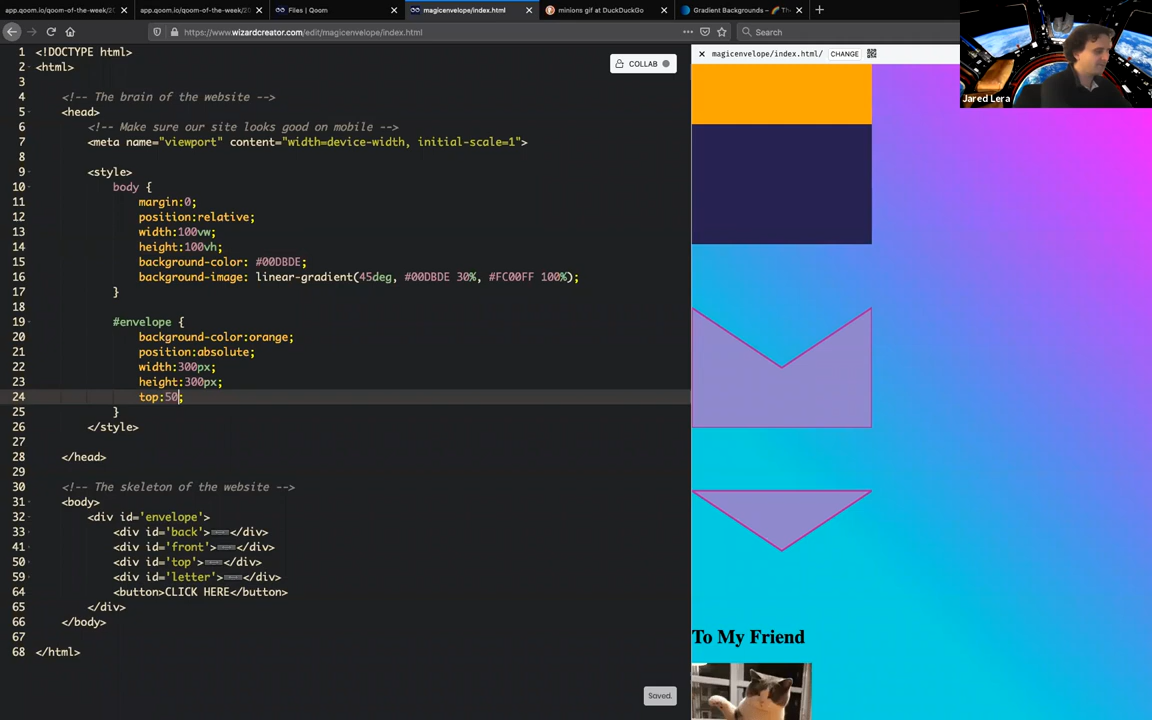 app.qoom.io/qoom-of-the-week/2
app.qoom.io/qoom-of-the-week/20
Files | Qoom
magicenvelope/index.html
minions gif at DuckDuckGo
Gradient Backgrounds –
https://www.wizardcreator.com/edit/magicenvelope/index.html
Search
COLLAB
magicenvelope/index.html/
CHANGE
Jared Lera
1 <!DOCTYPE html>
2 <html>
3
4 <!-- The brain of the website -->
5 <head>
6 <!-- Make sure our site looks good on mobile -->
7 <meta name="viewport" content="width=device-width, initial-scale=1">
8
9 <style>
10 body {
11 margin:0;
12 position:relative;
13 width:100vw;
14 height:100vh;
15 background-color: #00DBDE;
16 background-image: linear-gradient(45deg, #00DBDE 30%, #FC00FF 100%);
17 }
18
19 #envelope {
20 background-color:orange;
21 position:absolute;
22 width:300px;
23 height:300px;
24 top:50;
25 }
26 </style>
27
28 </head>
29
30 <!-- The skeleton of the website -->
31 <body>
32 <div id='envelope'>
33 <div id='back'></div>
41 <div id='front'></div>
50 <div id='top'></div>
59 <div id='letter'></div>
64 <button>CLICK HERE</button>
65 </div>
66 </body>
67
68 </html>
To My Friend
Saved.